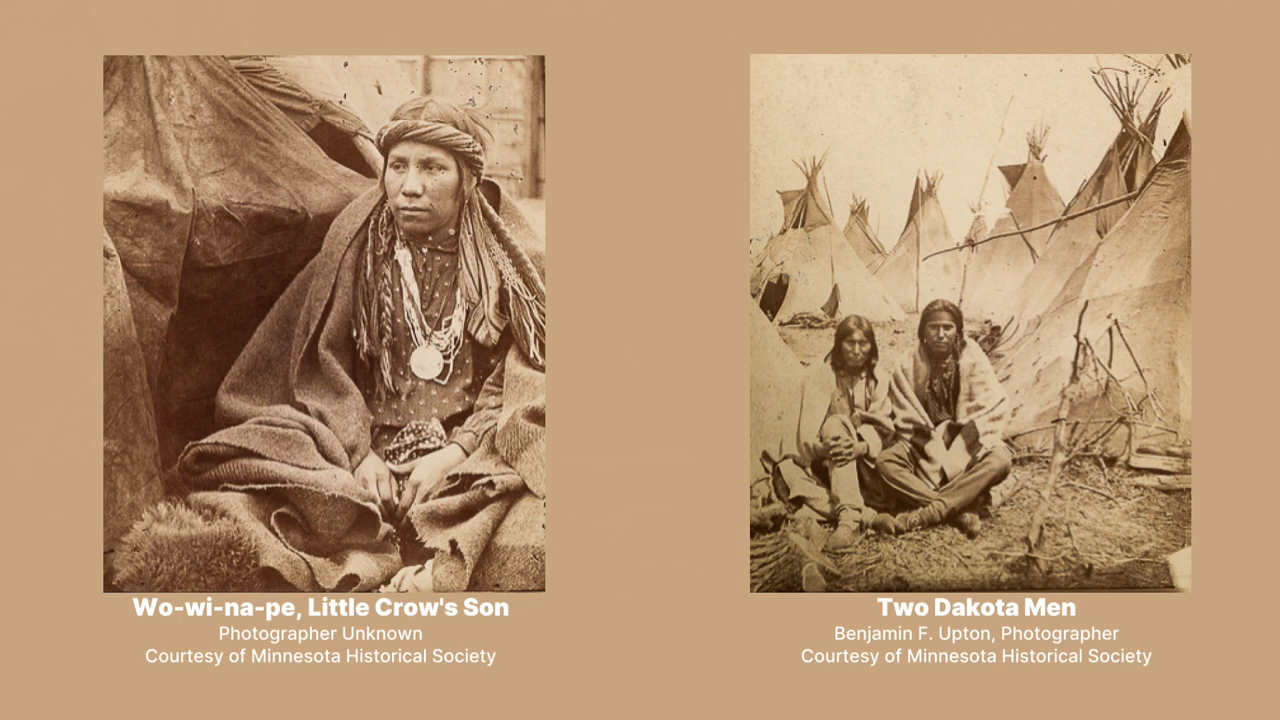 Wo-wi-na-pe, Little Crow's Son
Photographer Unknown
Courtesy of Minnesota Historical Society
Two Dakota Men
Benjamin F. Upton, Photographer
Courtesy of Minnesota Historical Society